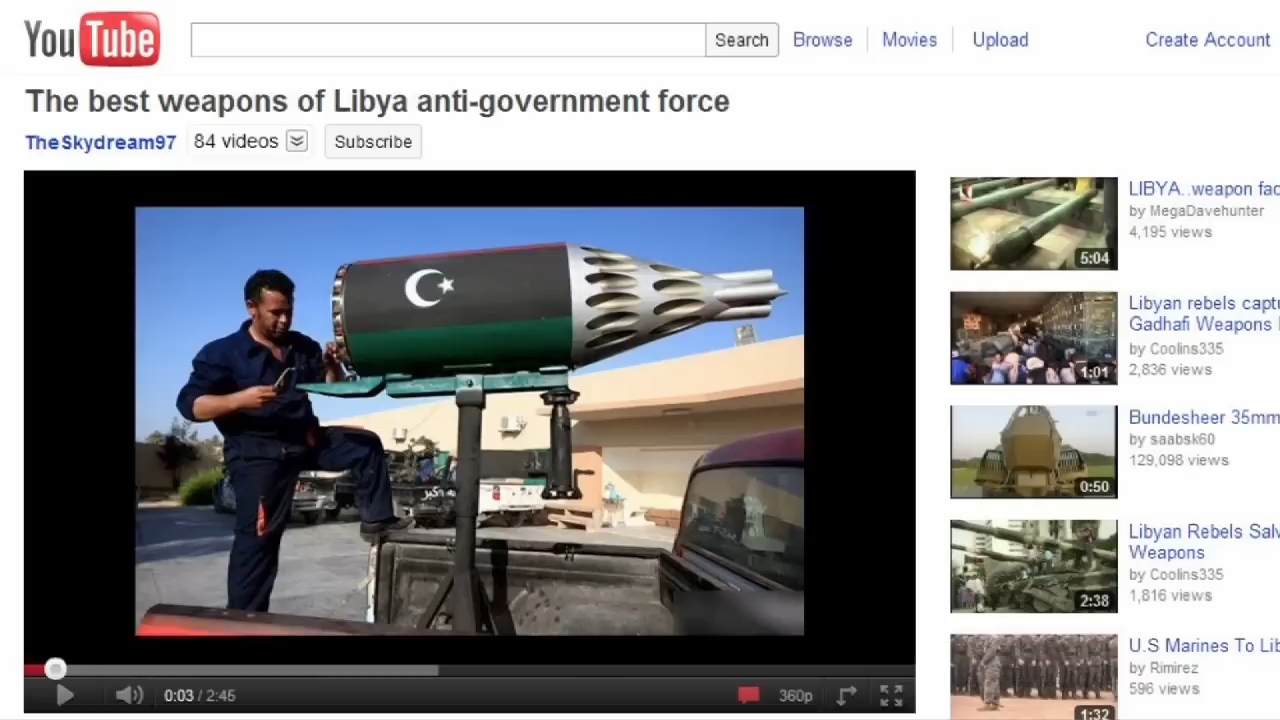 YouTube
Search
Browse
Movies
Upload
Create Account
The best weapons of Libya anti-government force
TheSkydream97
84 videos
Subscribe
LIBYA..weapon fac
by MegaDavehunter
4,195 views
5:04
Libyan rebels captu
Gadhafi Weapons
by Coolins335
2,836 views
1:01
Bundesheer 35mm
by saabsk60
129,098 views
0:50
Libyan Rebels Salv
Weapons
by Coolins335
1,816 views
2:38
U.S Marines To Lib
by Rimirez
596 views
1:32
0:03 / 2:45
360p